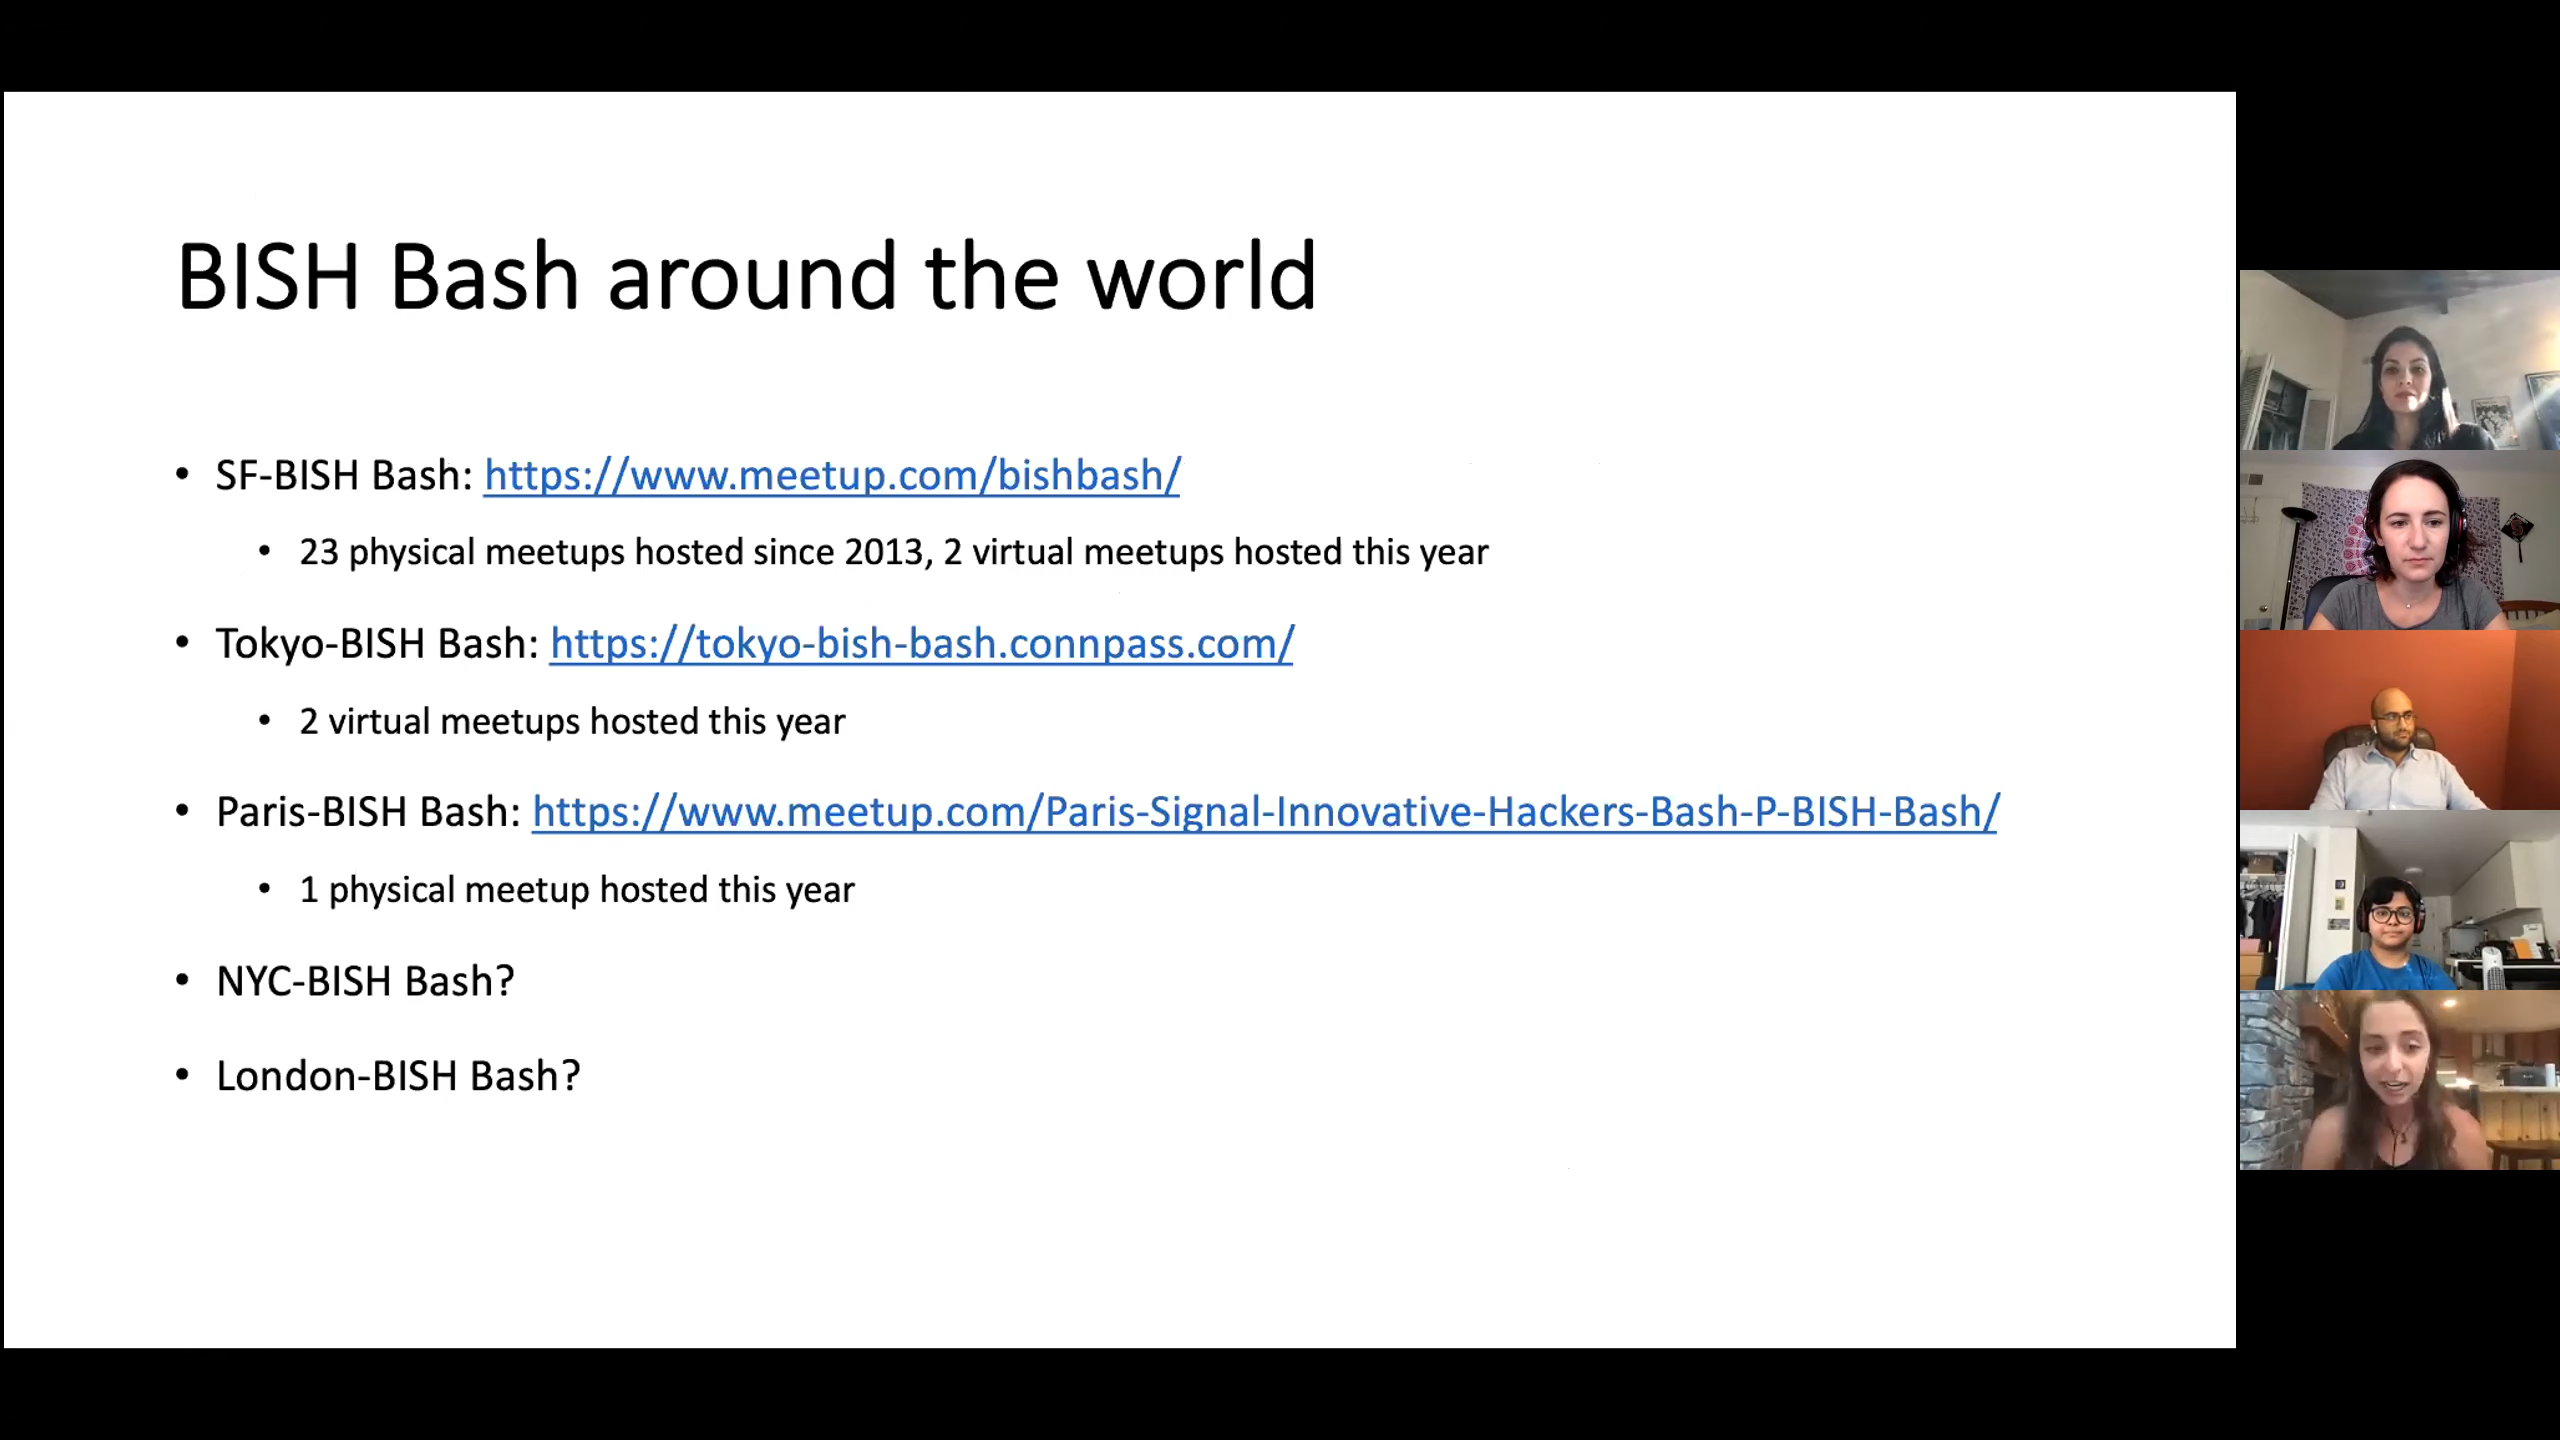 BISH Bash around the world
• SF-BISH Bash: https://www.meetup.com/bishbash/
• 23 physical meetups hosted since 2013, 2 virtual meetups hosted this year
• Tokyo-BISH Bash: https://tokyo-bish-bash.connpass.com/
• 2 virtual meetups hosted this year
• Paris-BISH Bash: https://www.meetup.com/Paris-Signal-Innovative-Hackers-Bash-P-BISH-Bash/
• 1 physical meetup hosted this year
• NYC-BISH Bash?
• London-BISH Bash?